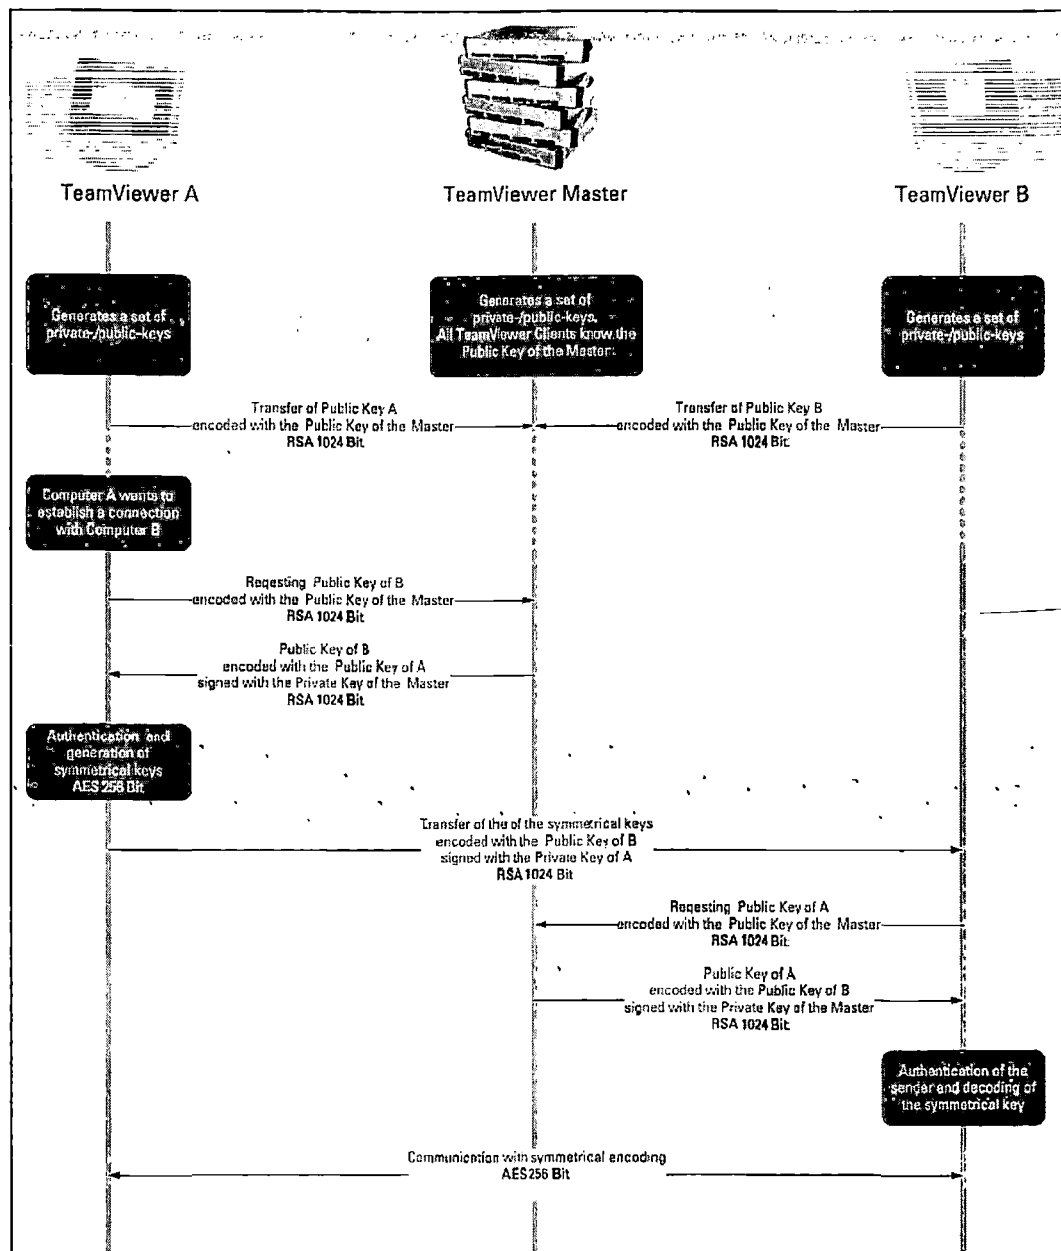 TeamViewer A
TeamViewer Master
TeamViewer B
Generates a set of
private-/public-keys
Generates a set of
private-/public-keys.
All TeamViewer Clients know the
Public Key of the Master.
Generates a set of
private-/public-keys
Transfer of Public Key A
encoded with the Public Key of the Master
RSA 1024 Bit
Transfer of Public Key B
encoded with the Public Key of the Master
RSA 1024 Bit
Computer A wants to
establish a connection
with Computer B
Reqesting Public Key of B
encoded with the Public Key of the Master
RSA 1024 Bit
Public Key of B
encoded with the Public Key of A
signed with the Private Key of the Master
RSA 1024 Bit
Authentication and
generation of
symmetrical keys
AES 256 Bit
Transfer of the of the symmetrical keys
encoded with the Public Key of B
signed with the Private Key of A
RSA 1024 Bit
Reqesting Public Key of A
encoded with the Public Key of the Master
RSA 1024 Bit
Public Key of A
encoded with the Public Key of B
signed with the Private Key of the Master
RSA 1024 Bit
Authentication of the
sender and decoding of
the symmetrical key
Communication with symmetrical encoding
AES256 Bit